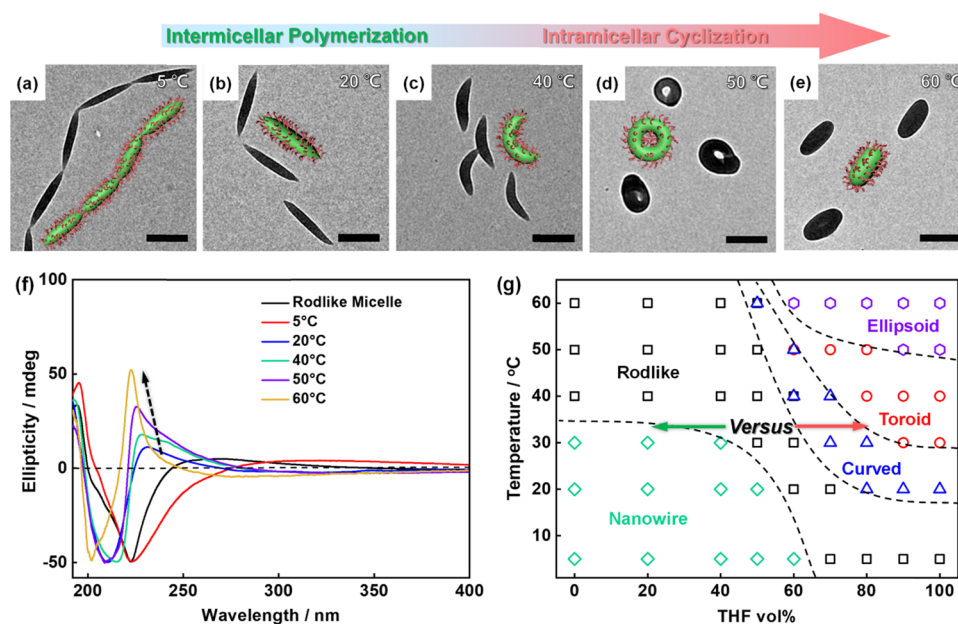 Intermicellar Polymerization Intramicellar Cyclization
(a) 5 °C
(b) 20 °C
(c) 40 °C
(d) 50 °C
(e) 60 °C
(f)
100
50
0
-50
Ellipticity / mdeg
Rodlike Micelle
5°C
20°C
40°C
50°C
60°C
200 250 300 350 400
Wavelength / nm
(g)
60
50
40
30
20
10
Temperature / °C
Ellipsoid
Rodlike
Toroid
Versus
Curved
Nanowire
0 20 40 60 80 100
THF vol%